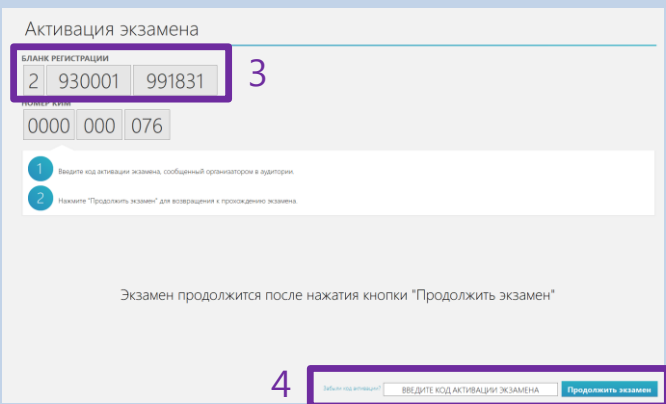 Активация экзамена
БЛАНК РЕГИСТРАЦИИ
2 930001 991831 3
НОМЕР КИМ
0000 000 076
1 Введите код активации экзамена, сообщенный организатором в аудитории.
2 Нажмите "Продолжить экзамен" для возвращения к прохождению экзамена.
Экзамен продолжится после нажатия кнопки "Продолжить экзамен"
4 Забыли код активации? ВВЕДИТЕ КОД АКТИВАЦИИ ЭКЗАМЕНА Продолжить экзамен